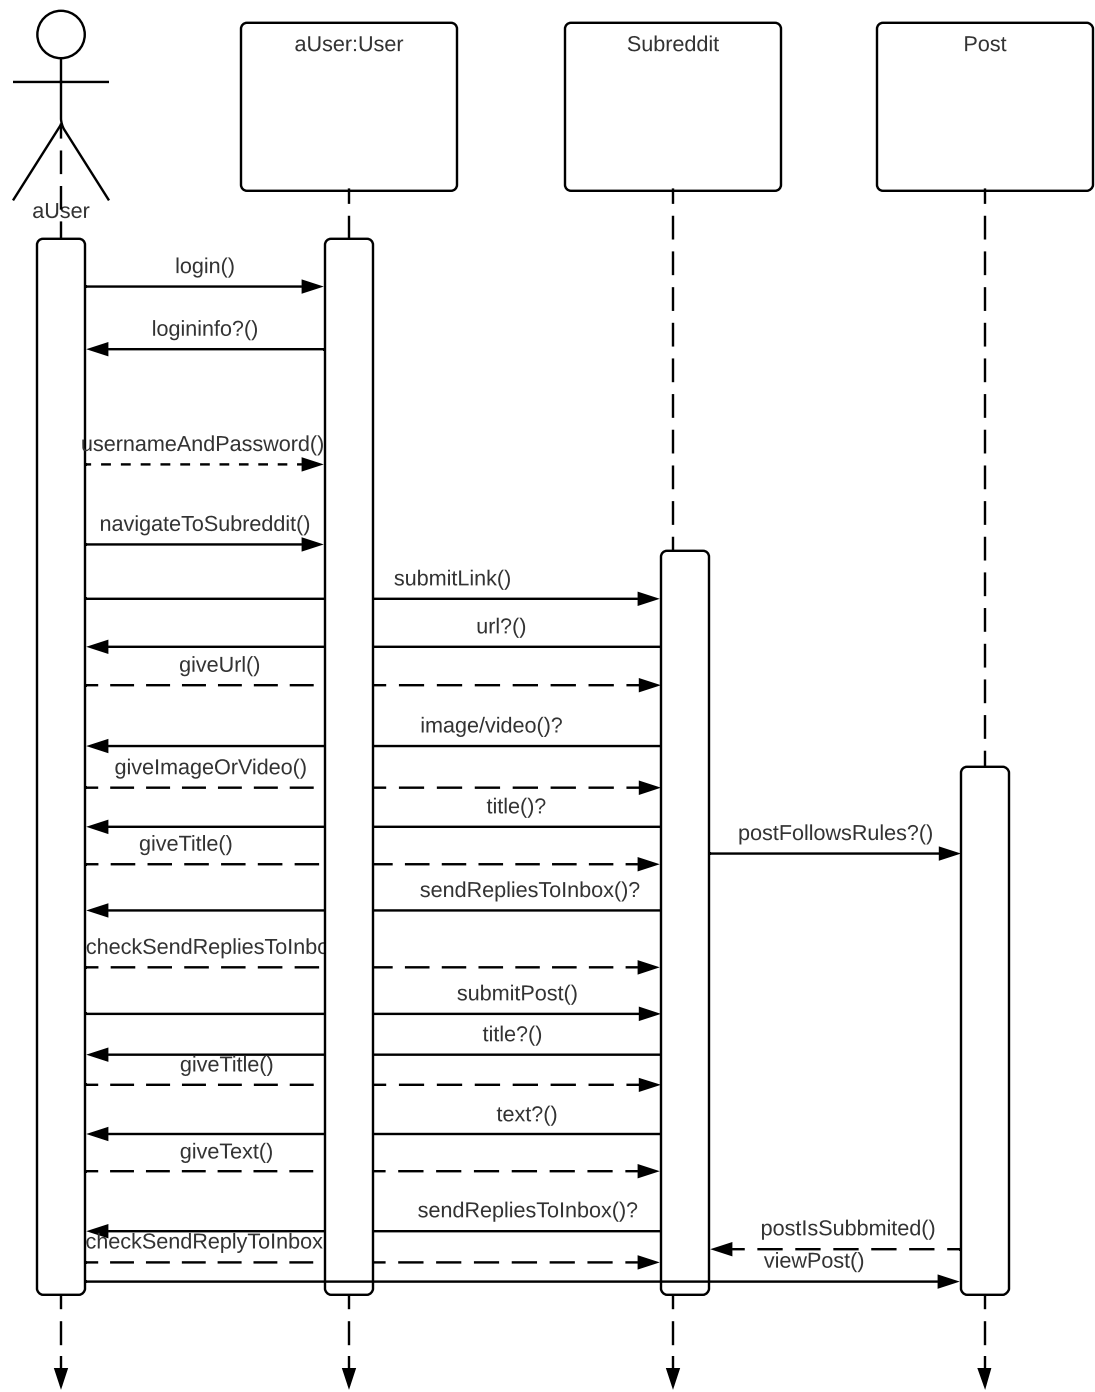 aUser:User
Subreddit
Post
aUser
login()
logininfo?()
usernameAndPassword()
navigateToSubreddit()
submitLink()
url?()
giveUrl()
image/video()?
giveImageOrVideo()
title()?
postFollowsRules?()
giveTitle()
sendRepliesToInbox()?
checkSendRepliesToInbo
submitPost()
title?()
giveTitle()
text?()
giveText()
sendRepliesToInbox()?
postIsSubbmited()
checkSendReplyToInbox
viewPost()